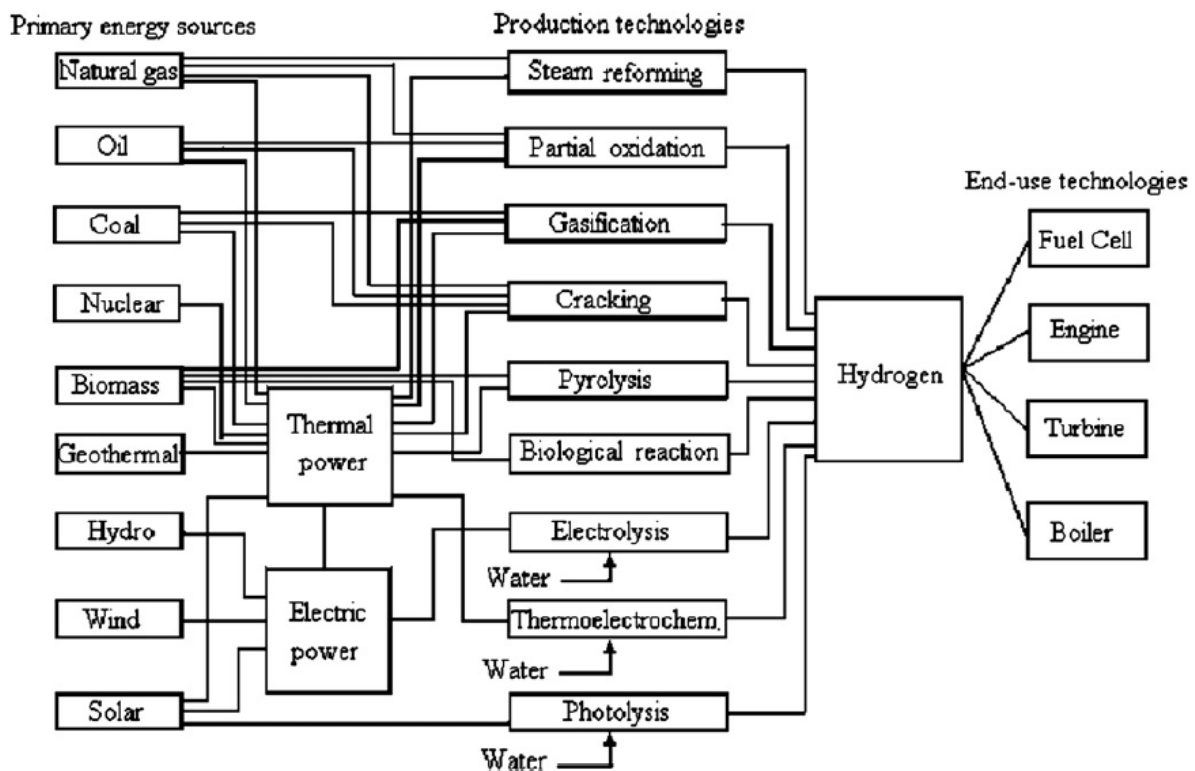 Primary energy sources
Production technologies
Natural gas
Steam reforming
Oil
Partial oxidation
End-use technologies
Coal
Gasification
Fuel Cell
Nuclear
Cracking
Engine
Hydrogen
Biomass
Pyrolysis
Thermal
power
Turbine
Geothermal
Biological reaction
Hydro
Electrolysis
Boiler
Water
Wind
Electric
power
Thermoelectrochem.
Water
Solar
Photolysis
Water